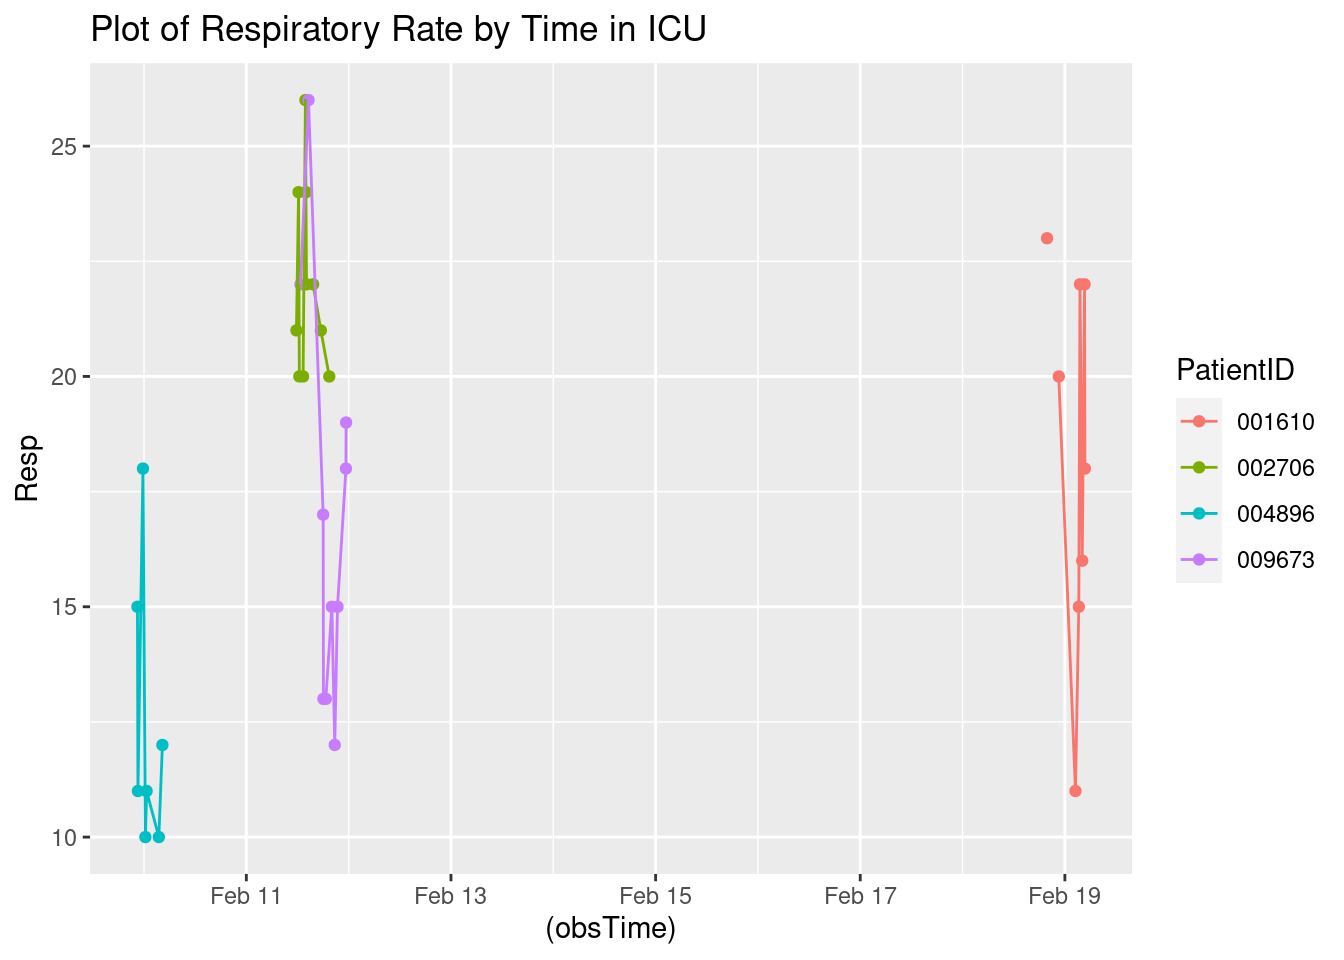 Plot of Respiratory Rate by Time in ICU
25
20
15
10
Resp
Feb 11
Feb 13
Feb 15
Feb 17
Feb 19
(obsTime)
PatientID
001610
002706
004896
009673